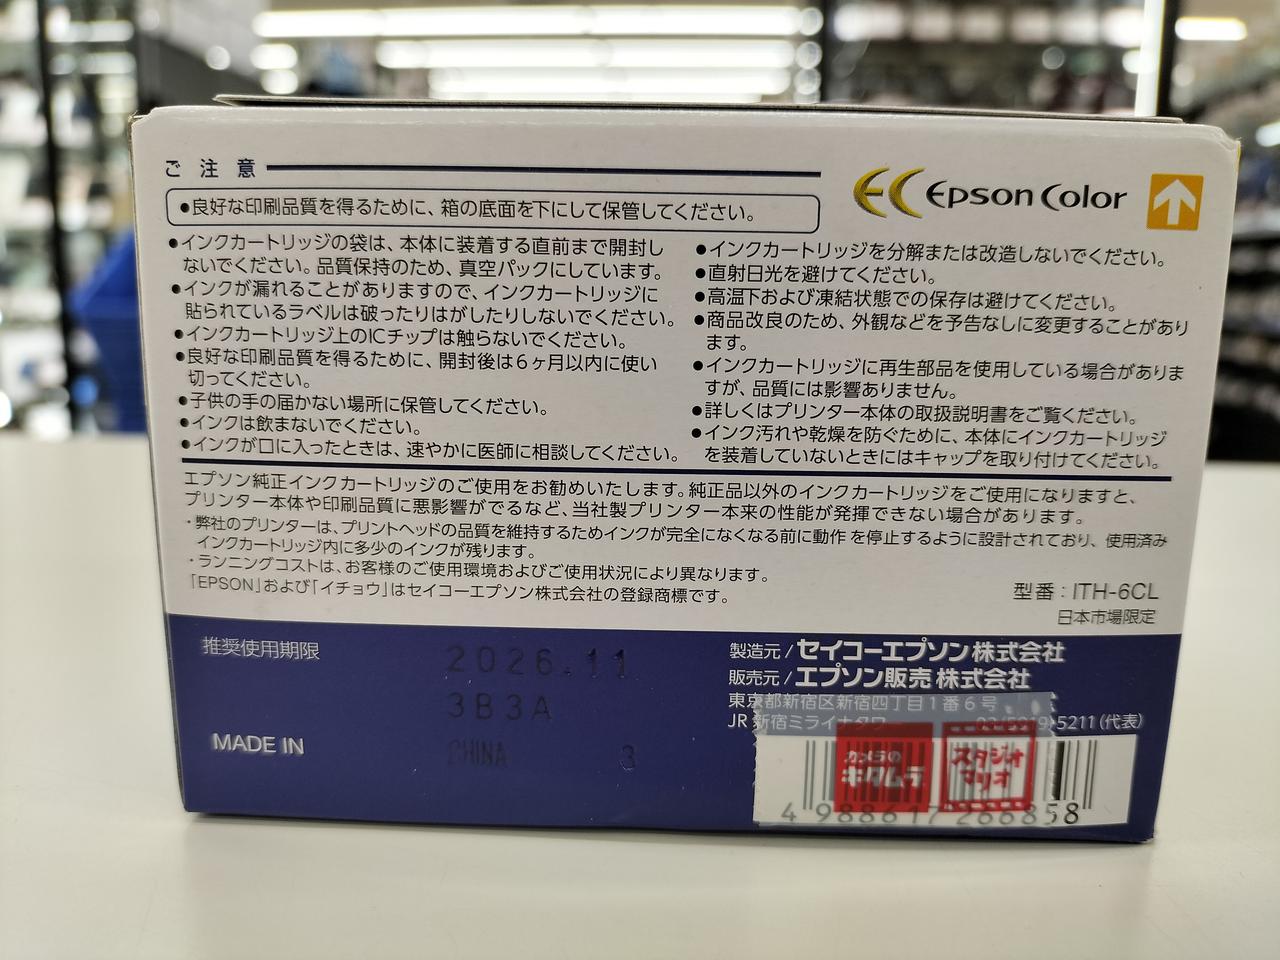 ご注意
●良好な印刷品質を得るために、箱の底面を下にして保管してください。
EC Epson Color
●インクカートリッジの袋は、本体に装着する直前まで開封し
ないでください。品質保持のため、真空パックにしています。
●インクが漏れることがありますので、インクカートリッジに
貼られているラベルは破ったりはがしたりしないでください。
●インクカートリッジ上のICチップは触らないでください。
●良好な印刷品質を得るために、開封後は6ヶ月以内に使い
切ってください。
●子供の手の届かない場所に保管してください。
●インクは飲まないでください。
●インクが口に入ったときは、速やかに医師に相談してください。
●インクカートリッジを分解または改造しないでください。
●直射日光を避けてください。
●高温下および凍結状態での保存は避けてください。
●商品改良のため、外観などを予告なしに変更することがあり
ます。
●インクカートリッジに再生部品を使用している場合がありま
すが、品質には影響ありません。
●詳しくはプリンター本体の取扱説明書をご覧ください。
●インク汚れや乾燥を防ぐために、本体にインクカートリッジ
を装着していないときにはキャップを取り付けてください。
エプソン純正インクカートリッジのご使用をお勧めいたします。純正品以外のインクカートリッジをご使用になりますと、
プリンター本体や印刷品質に悪影響がでるなど、当社製プリンター本来の性能が発揮できない場合があります。
・弊社のプリンターは、プリントヘッドの品質を維持するためインクが完全になくなる前に動作を停止するように設計されており、使用済み
インクカートリッジ内に多少のインクが残ります。
・ランニングコストは、お客様のご使用環境およびご使用状況により異なります。
「EPSON」および「イチョウ」はセイコーエプソン株式会社の登録商標です。
型番：ITH-6CL
日本市場限定
推奨使用期限
2026.11
3B3A
MADE IN
CHINA 3
製造元/セイコーエプソン株式会社
販売元/エプソン販売 株式会社
東京都新宿区新宿四丁目1番6号
JR 新宿ミライナタワー 03(5919)5211(代表)
カメラの
キタムラ
スタジオ
マリオ
4 988617 266858